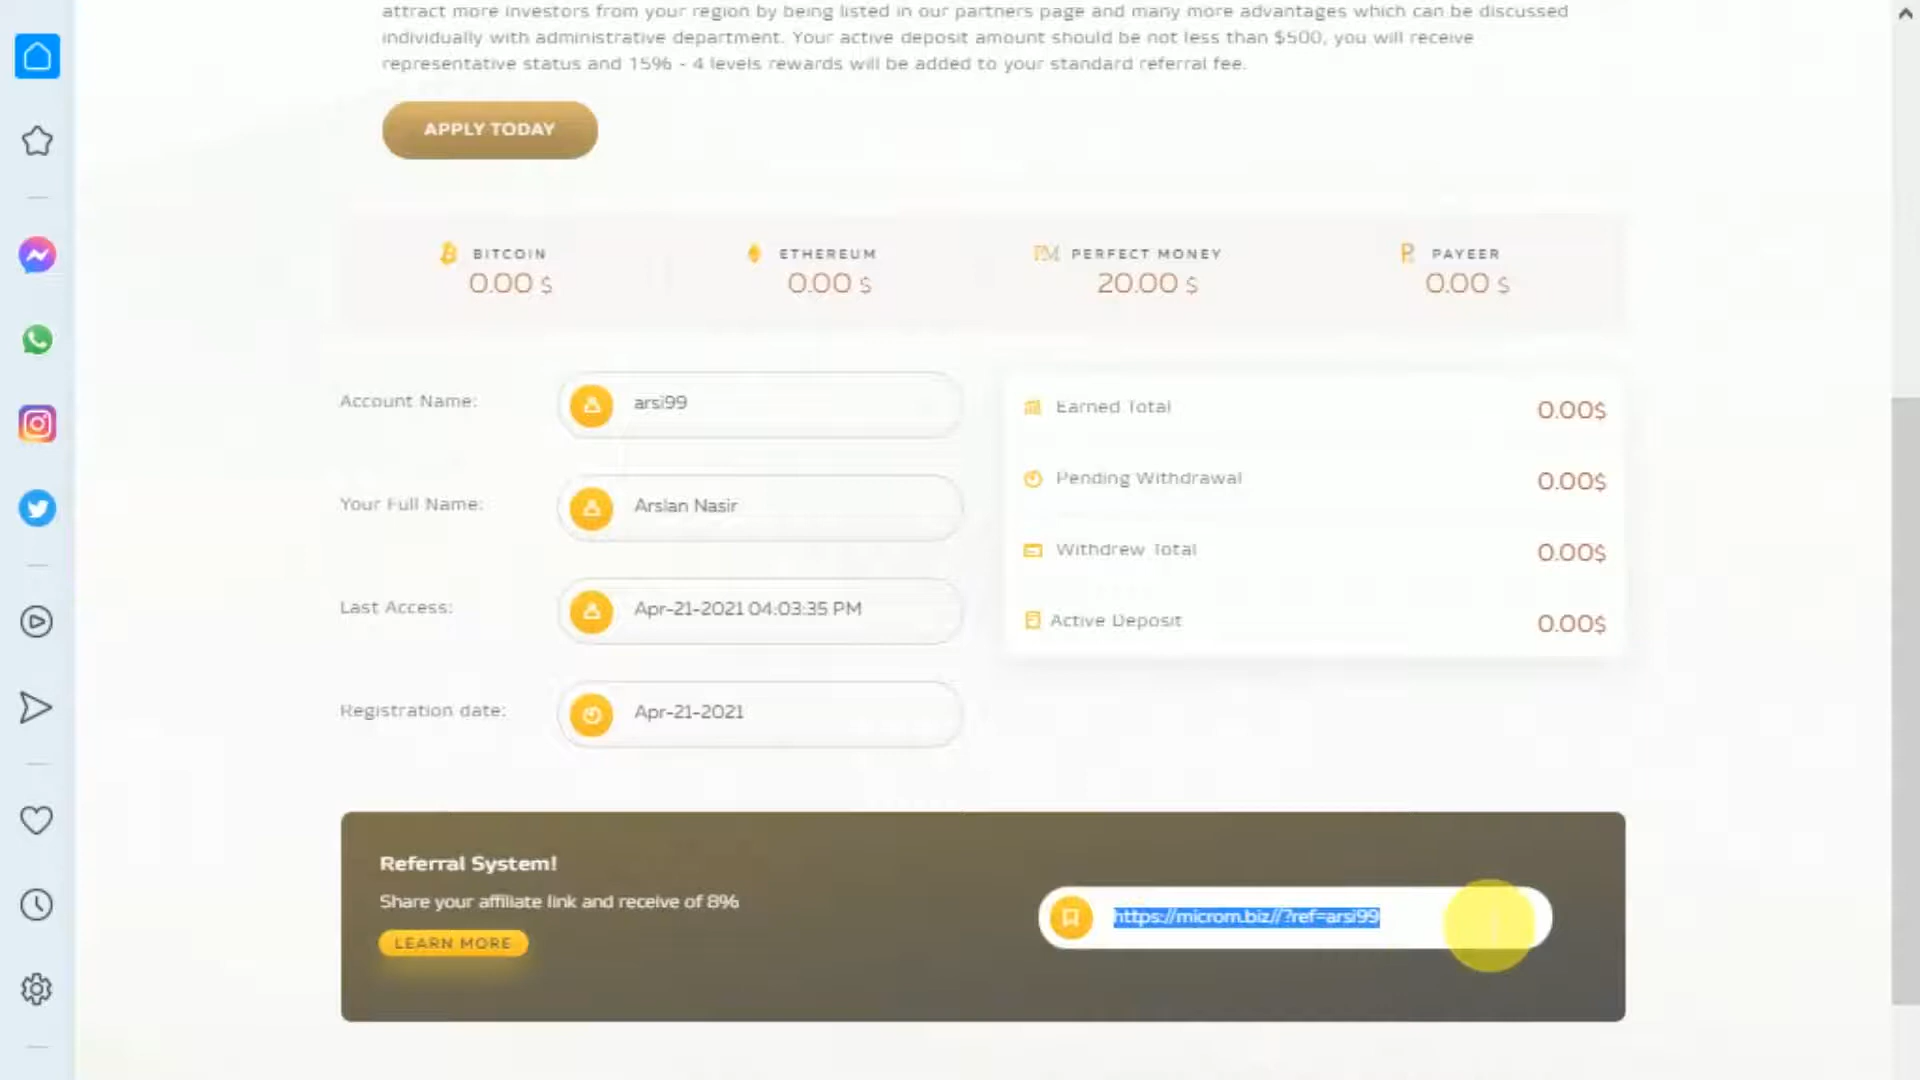 attract more investors from your region by being listed in our partners page and many more advantages which can be discussed
individually with administrative department. Your active deposit amount should be not less than $500, you will receive
representative status and 15% - 4 levels rewards will be added to your standard referral fee.
APPLY TODAY
BITCOIN
0.00 $
ETHEREUM
0.00 $
PM PERFECT MONEY
20.00 $
PAYEER
0.00 $
Account Name: arsi99
Your Full Name: Arslan Nasir
Last Access: Apr-21-2021 04:03:35 PM
Registration date: Apr-21-2021
Earned Total 0.00$
Pending Withdrawal 0.00$
Withdrew Total 0.00$
Active Deposit 0.00$
Referral System!
Share your affiliate link and receive of 8%
LEARN MORE
https://microm.biz//?ref=arsi99